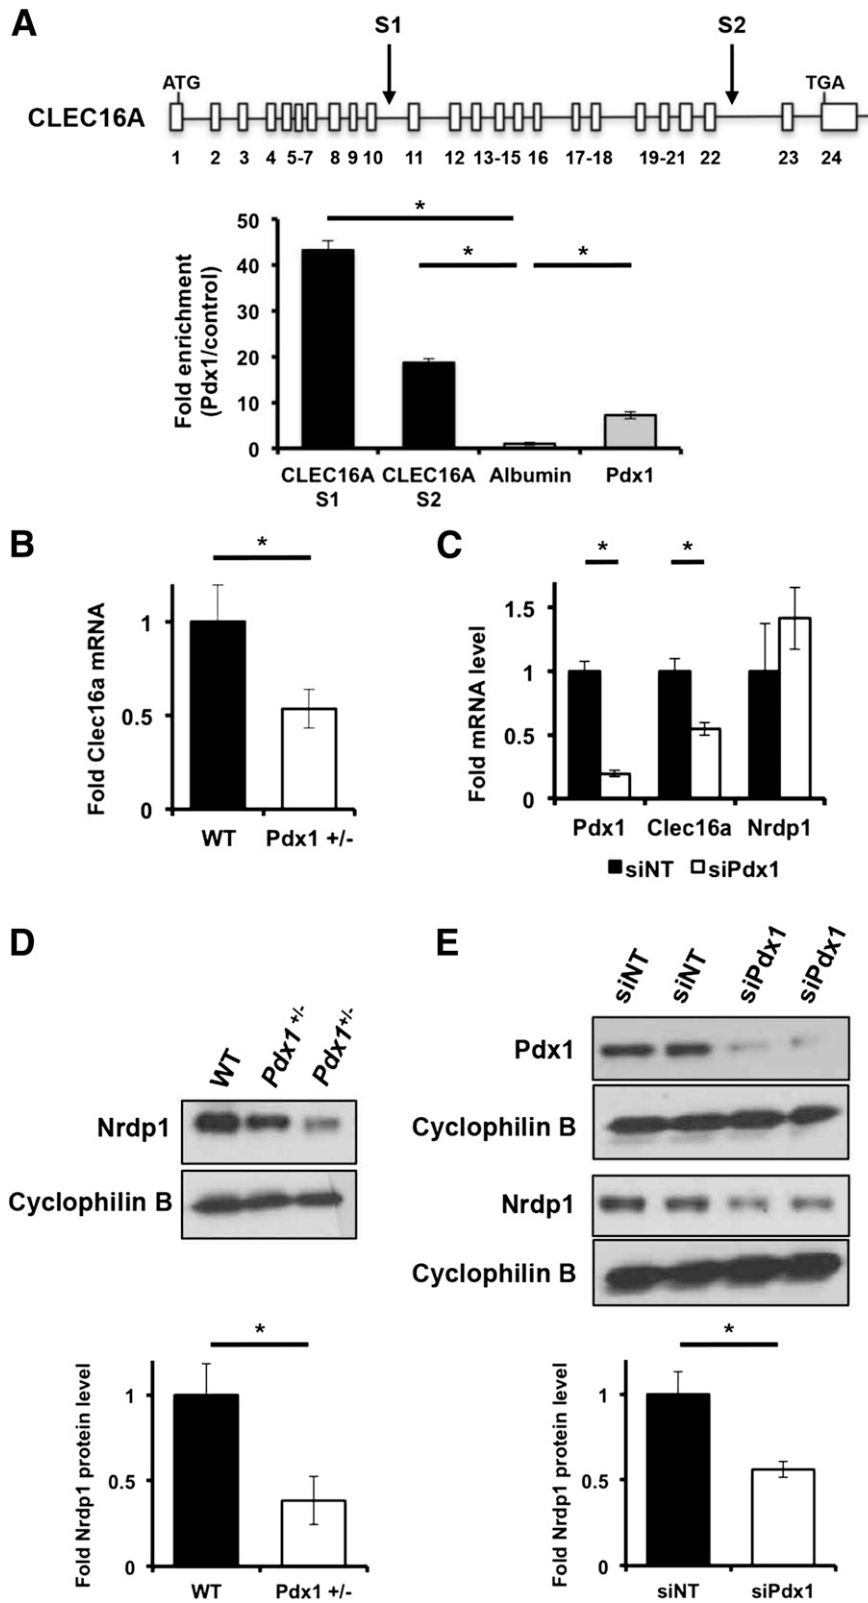 A
S1 S2
ATG TGA
CLEC16A
1 2 3 4 5-7 8 9 10 11 12 13-15 16 17-18 19-21 22 23 24
Fold enrichment
(Pdx1/control)
50
40
30
20
10
0
* * *
CLEC16A CLEC16A Albumin Pdx1
S1 S2
B
Fold Clec16a mRNA
*
1
0.5
0
WT Pdx1 +/-
C
Fold mRNA level
* *
1.5
1
0.5
0
Pdx1 Clec16a Nrdp1
siNT siPdx1
D
WT Pdx1+/- Pdx1+/-
Nrdp1
Cyclophilin B
Fold Nrdp1 protein level
*
1
0.5
0
WT Pdx1 +/-
E
siNT siNT siPdx1 siPdx1
Pdx1
Cyclophilin B
Nrdp1
Cyclophilin B
Fold Nrdp1 protein level
*
1
0.5
0
siNT siPdx1